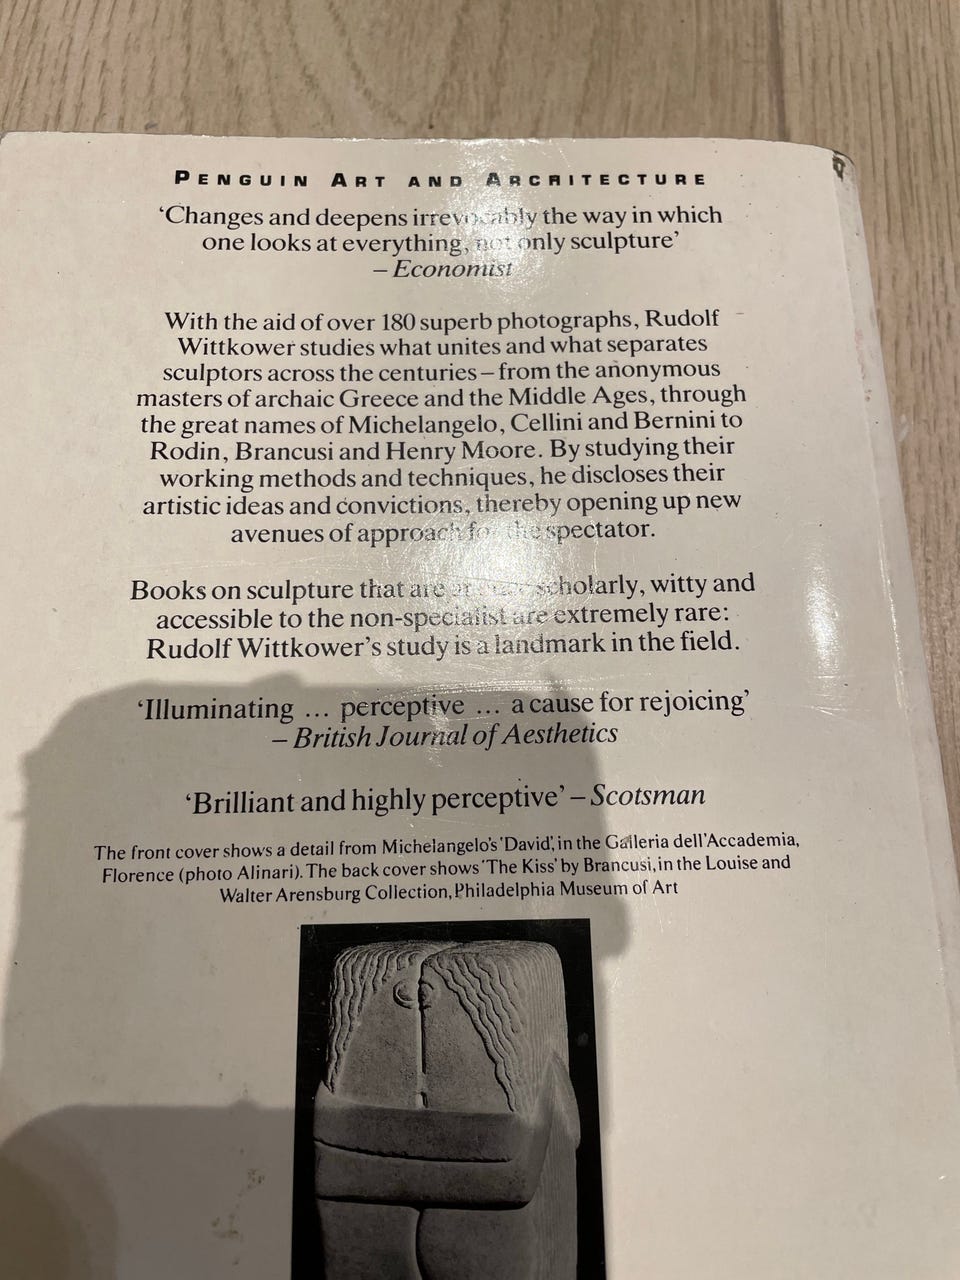 PENGUIN ART AND ARCHITECTURE
‘Changes and deepens irrevocably the way in which
one looks at everything, not only sculpture’
– Economist
With the aid of over 180 superb photographs, Rudolf
Wittkower studies what unites and what separates
sculptors across the centuries – from the anonymous
masters of archaic Greece and the Middle Ages, through
the great names of Michelangelo, Cellini and Bernini to
Rodin, Brancusi and Henry Moore. By studying their
working methods and techniques, he discloses their
artistic ideas and convictions, thereby opening up new
avenues of approach for the spectator.
Books on sculpture that are scholarly, witty and
accessible to the non-specialist are extremely rare:
Rudolf Wittkower’s study is a landmark in the field.
‘Illuminating ... perceptive ... a cause for rejoicing’
– British Journal of Aesthetics
‘Brilliant and highly perceptive’ – Scotsman
The front cover shows a detail from Michelangelo’s ‘David’, in the Galleria dell’Accademia,
Florence (photo Alinari). The back cover shows ‘The Kiss’ by Brancusi, in the Louise and
Walter Arensburg Collection, Philadelphia Museum of Art